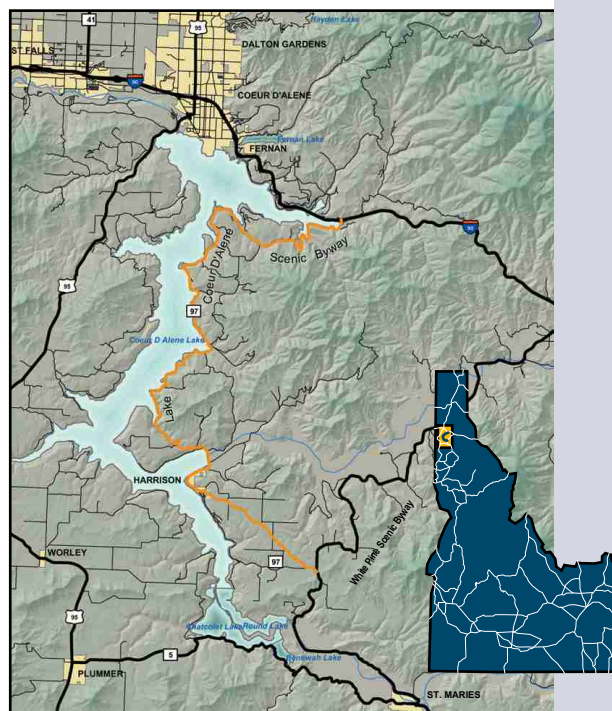 41
95
Hayden Lake
DALTON GARDENS
ST FALLS
90
COEUR D'ALENE
Fernan Lake
FERNAN
90
Scenic Byway
Coeur D'Alene
95
97
Coeur D Alene Lake
Lake
HARRISON
White Pine Scenic Byway
WORLEY
97
95
Chatcolet Lake
Round Lake
5
Benewah Lake
PLUMMER
ST. MARIES